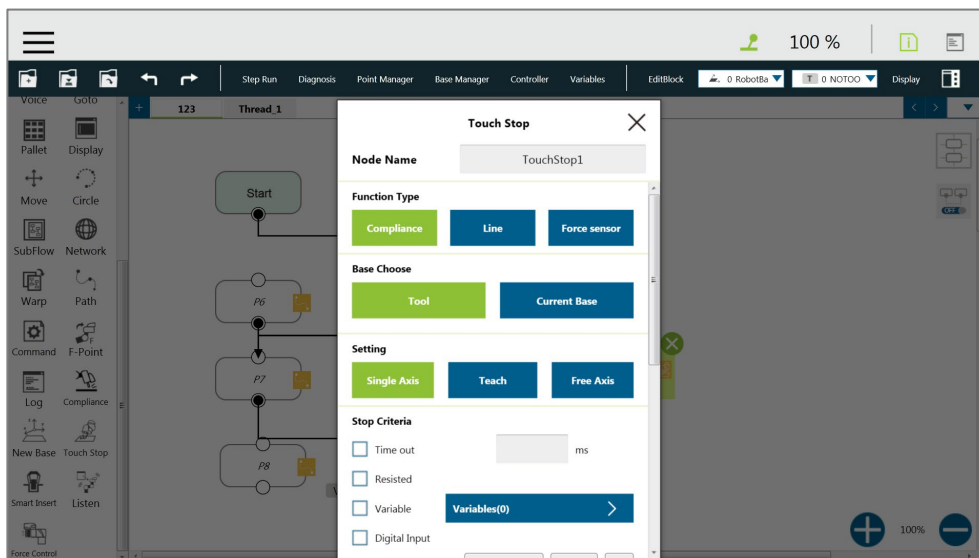 100 %
Step Run Diagnosis Point Manager Base Manager Controller Variables EditBlock 0 RobotBa T 0 NOTOO Display
Voice Goto
+ 123 Thread_1
Pallet Display
Move Circle
SubFlow Network
Warp Path
Command F-Point
Log Compliance
New Base Touch Stop
Smart Insert Listen
Force Control
Start
P6
P7
P8
V
Touch Stop
Node Name TouchStop1
Function Type
Compliance Line Force sensor
Base Choose
Tool Current Base
Setting
Single Axis Teach Free Axis
Stop Criteria
Time out ms
Resisted
Variable Variables(0)
Digital Input
OFF
100%